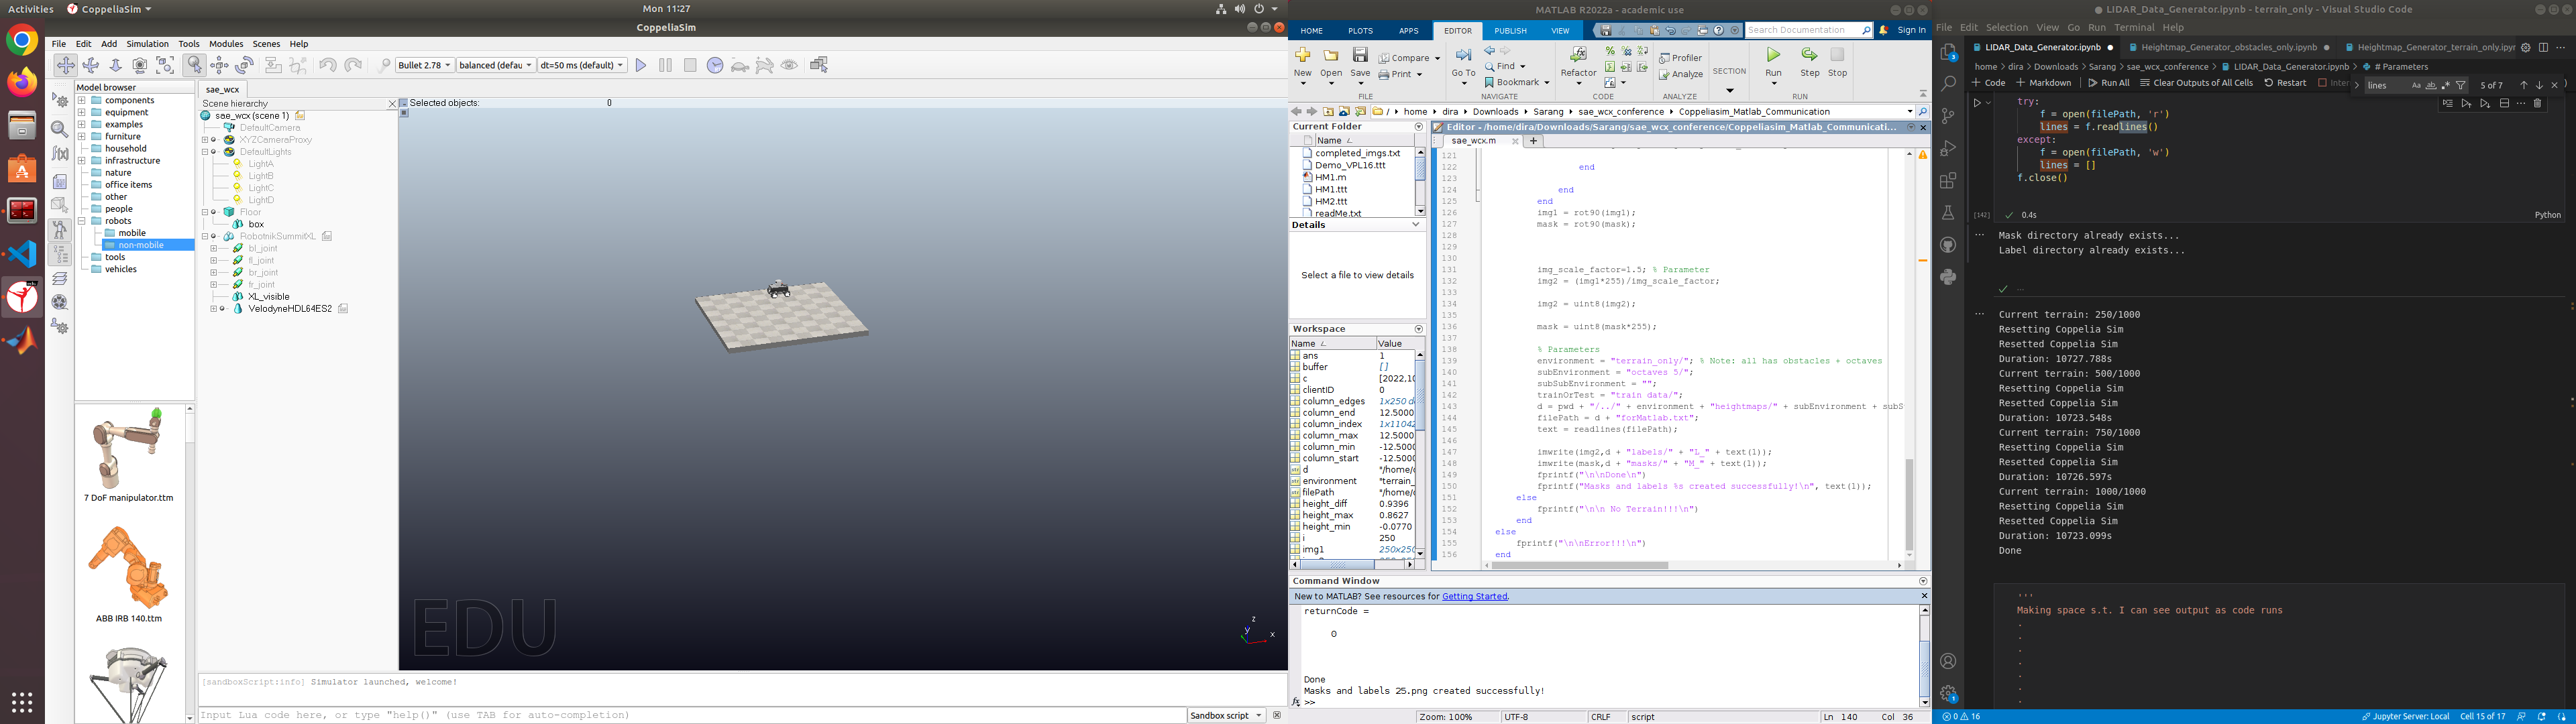 Activities
CoppeliaSim
Mon 11:27
CoppeliaSim
File Edit Add Simulation Tools Modules Scenes Help
Bullet 2.78
balanced (defau
dt=50 ms (default)
Model browser
components
equipment
examples
furniture
household
infrastructure
nature
office items
other
people
robots
mobile
non-mobile
tools
vehicles
7 DoF manipulator.ttm
ABB IRB 140.ttm
sae_wcx
Scene hierarchy
sae_wcx (scene 1)
DefaultCamera
XYZCameraProxy
DefaultLights
LightA
LightB
LightC
LightD
Floor
box
RobotnikSummitXL
bl_joint
fl_joint
br_joint
fr_joint
XL_visible
VelodyneHDL64ES2
Selected objects: 0
EDU
z
y
x
[sandboxScript:info] Simulator launched, welcome!
Input Lua code here, or type "help()" (use TAB for auto-completion)
Sandbox script
MATLAB R2022a - academic use
HOME PLOTS APPS EDITOR PUBLISH VIEW
Search Documentation
Sign In
New Open Save
Compare
Print
Go To
Find
Bookmark
Refactor
Profiler
Analyze
SECTION
Run Step Stop
FILE NAVIGATE CODE ANALYZE RUN
/ home dira Downloads Sarang sae_wcx_conference Coppeliasim_Matlab_Communication
Current Folder
Name
completed_imgs.txt
Demo_VPL16.ttt
HM1.m
HM1.ttt
HM2.ttt
readMe.txt
Details
Select a file to view details
Workspace
Name Value
ans 1
buffer []
c [2022,10
clientID 0
column_edges 1x250 d
column_end 12.5000
column_index 1x11042
column_max 12.5000
column_min -12.5000
column_start -12.5000
d "/home/d
environment "terrain_
filePath "/home/d
height_diff 0.9396
height_max 0.8627
height_min -0.0770
i 250
img1 250x250
Editor - /home/dira/Downloads/Sarang/sae_wcx_conference/Coppeliasim_Matlab_Communicati...
sae_wcx.m
121
122 end
123
124 end
125 end
126 img1 = rot90(img1);
127 mask = rot90(mask);
128
129
130
131 img_scale_factor=1.5; % Parameter
132 img2 = (img1*255)/img_scale_factor;
133
134 img2 = uint8(img2);
135
136 mask = uint8(mask*255);
137
138 % Parameters
139 environment = "terrain_only/"; % Note: all has obstacles + octaves
140 subEnvironment = "octaves 5/";
141 subSubEnvironment = "";
142 trainOrTest = "train data/";
143 d = pwd + "/../" + environment + "heightmaps/" + subEnvironment + subS
144 filePath = d + "forMatlab.txt";
145 text = readlines(filePath);
146
147 imwrite(img2,d + "labels/" + "L_" + text(1));
148 imwrite(mask,d + "masks/" + "M_" + text(1));
149 fprintf("\n\nDone\n")
150 fprintf("Masks and labels %s created successfully!\n", text(1));
151 else
152 fprintf("\n\n No Terrain!!!\n")
153 end
154 else
155 fprintf("\n\nError!!!\n")
156 end
Command Window
New to MATLAB? See resources for Getting Started.
returnCode =
0
Done
Masks and labels 25.png created successfully!
fx >>
Zoom: 100% UTF-8 CRLF script Ln 140 Col 36
LIDAR_Data_Generator.ipynb - terrain_only - Visual Studio Code
File Edit Selection View Go Run Terminal Help
LIDAR_Data_Generator.ipynb
Heightmap_Generator_obstacles_only.ipynb
Heightmap_Generator_terrain_only.ipyn
home > dira > Downloads > Sarang > sae_wcx_conference > LIDAR_Data_Generator.ipynb > # Parameters
+ Code + Markdown Run All Clear Outputs of All Cells Restart Inter
lines
5 of 7
try:
f = open(filePath, 'r')
lines = f.readlines()
except:
f = open(filePath, 'w')
lines = []
f.close()
[142]
0.4s
Python
Mask directory already exists...
Label directory already exists...
Current terrain: 250/1000
Resetting Coppelia Sim
Resetted Coppelia Sim
Duration: 10727.788s
Current terrain: 500/1000
Resetting Coppelia Sim
Resetted Coppelia Sim
Duration: 10723.548s
Current terrain: 750/1000
Resetting Coppelia Sim
Resetted Coppelia Sim
Duration: 10726.597s
Current terrain: 1000/1000
Resetting Coppelia Sim
Resetted Coppelia Sim
Duration: 10723.099s
Done
'''
Making space s.t. I can see output as code runs
.
.
.
.
.
.
0 16
Jupyter Server: Local Cell 15 of 17